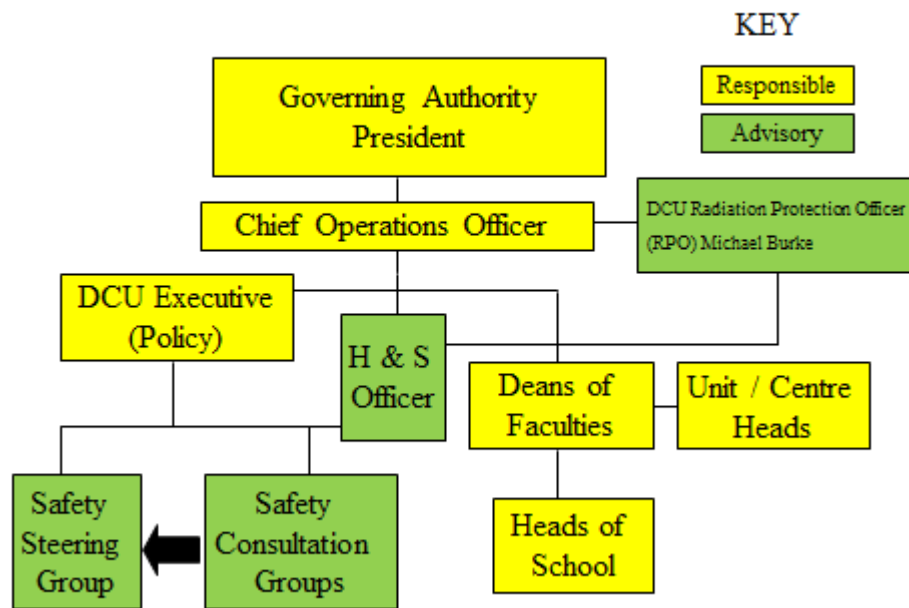 KEY
Responsible
Advisory
Governing Authority
President
Chief Operations Officer
DCU Radiation Protection Officer
(RPO) Michael Burke
DCU Executive
(Policy)
H & S
Officer
Deans of
Faculties
Unit / Centre
Heads
Safety
Steering
Group
Safety
Consultation
Groups
Heads of
School